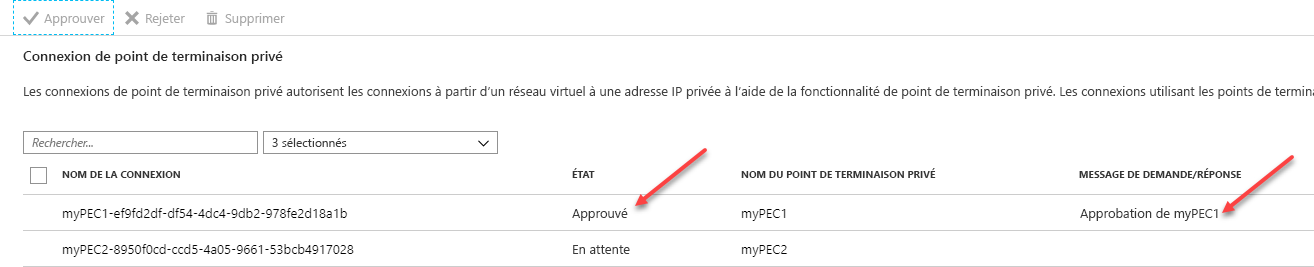 Approuver Rejeter Supprimer
Connexion de point de terminaison privé
Les connexions de point de terminaison privé autorisent les connexions à partir d'un réseau virtuel à une adresse IP privée à l'aide de la fonctionnalité de point de terminaison privé. Les connexions utilisant les points de
Rechercher... 3 sélectionnés
NOM DE LA CONNEXION ÉTAT NOM DU POINT DE TERMINAISON PRIVÉ MESSAGE DE DEMANDE/RÉPONSE
myPEC1-ef9fd2df-df54-4dc4-9db2-978fe2d18a1b Approuvé myPEC1 Approbation de myPEC1
myPEC2-8950f0cd-ccd5-4a05-9661-53bcb4917028 En attente myPEC2